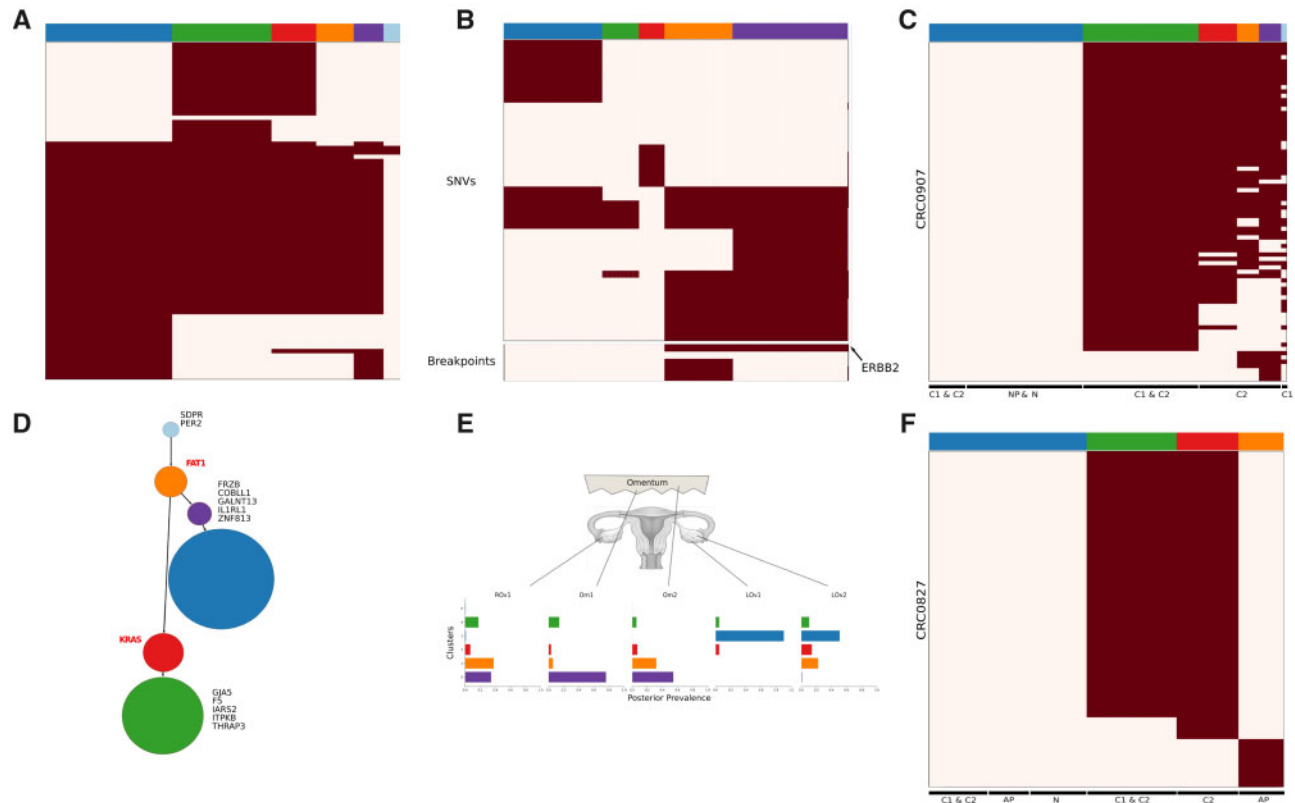 A
B
C
SNVs
Breakpoints
ERBB2
CRC0907
C1 & C2
NP & N
C1 & C2
C2
C1
D
SDPR
PER2
FAT1
FRZB
COBLL1
GALNT13
IL1RL1
ZNF813
KRAS
GJA5
F5
IARS2
ITPKB
THRAP3
E
Omentum
ROv1
Om1
Om2
LOv1
LOv2
Clusters
Posterior Prevalence
F
CRC0827
C1 & C2
AP
N
C1 & C2
C2
AP